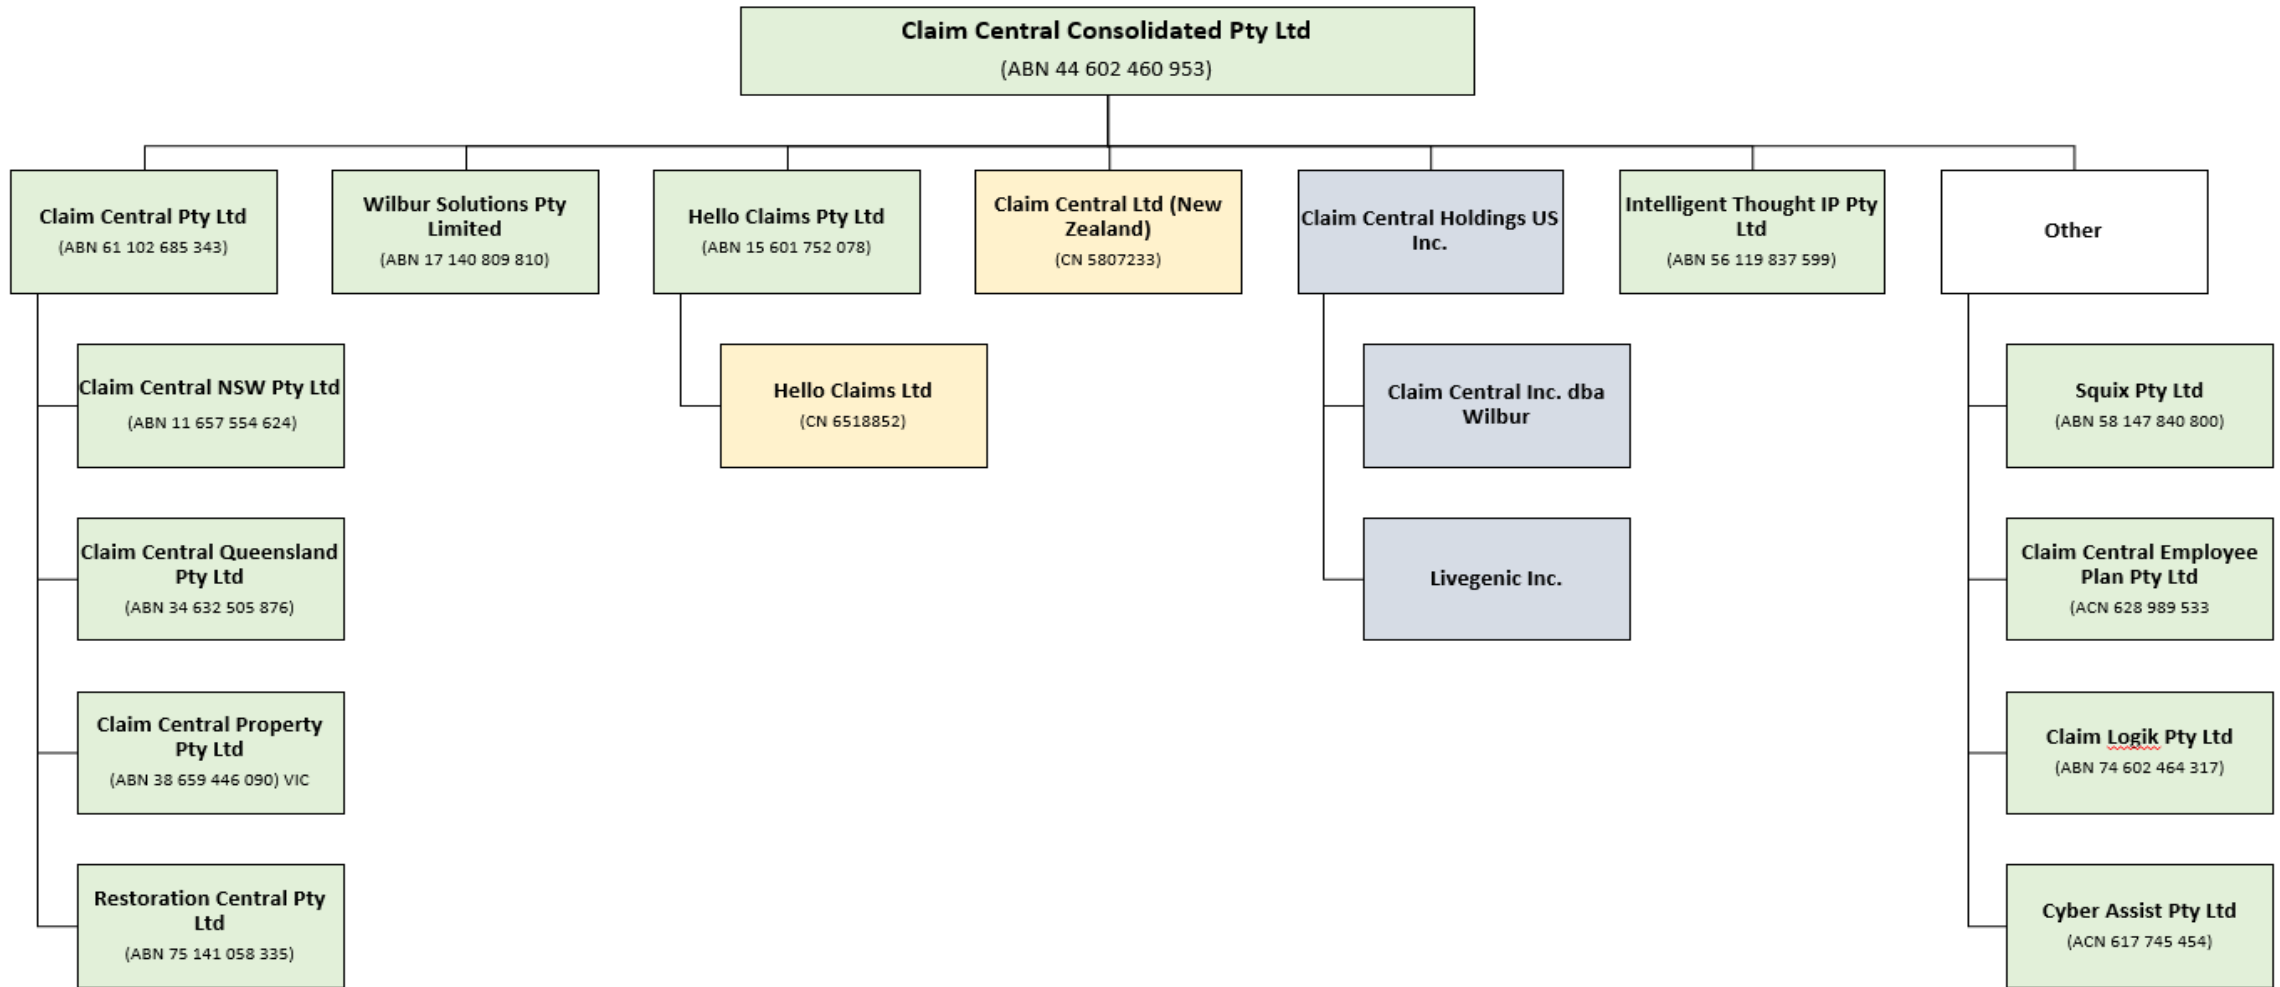 Claim Central Consolidated Pty Ltd
(ABN 44 602 460 953)
Claim Central Pty Ltd
(ABN 61 102 685 343)
Wilbur Solutions Pty
Limited
(ABN 17 140 809 810)
Hello Claims Pty Ltd
(ABN 15 601 752 078)
Claim Central Ltd (New
Zealand)
(CN 5807233)
Claim Central Holdings US
Inc.
Intelligent Thought IP Pty
Ltd
(ABN 56 119 837 599)
Other
Claim Central NSW Pty Ltd
(ABN 11 657 554 624)
Hello Claims Ltd
(CN 6518852)
Claim Central Inc. dba
Wilbur
Squix Pty Ltd
(ABN 58 147 840 800)
Claim Central Queensland
Pty Ltd
(ABN 34 632 505 876)
Livegenic Inc.
Claim Central Employee
Plan Pty Ltd
(ACN 628 989 533
Claim Central Property
Pty Ltd
(ABN 38 659 446 090) VIC
Claim Logik Pty Ltd
(ABN 74 602 464 317)
Restoration Central Pty
Ltd
(ABN 75 141 058 335)
Cyber Assist Pty Ltd
(ACN 617 745 454)